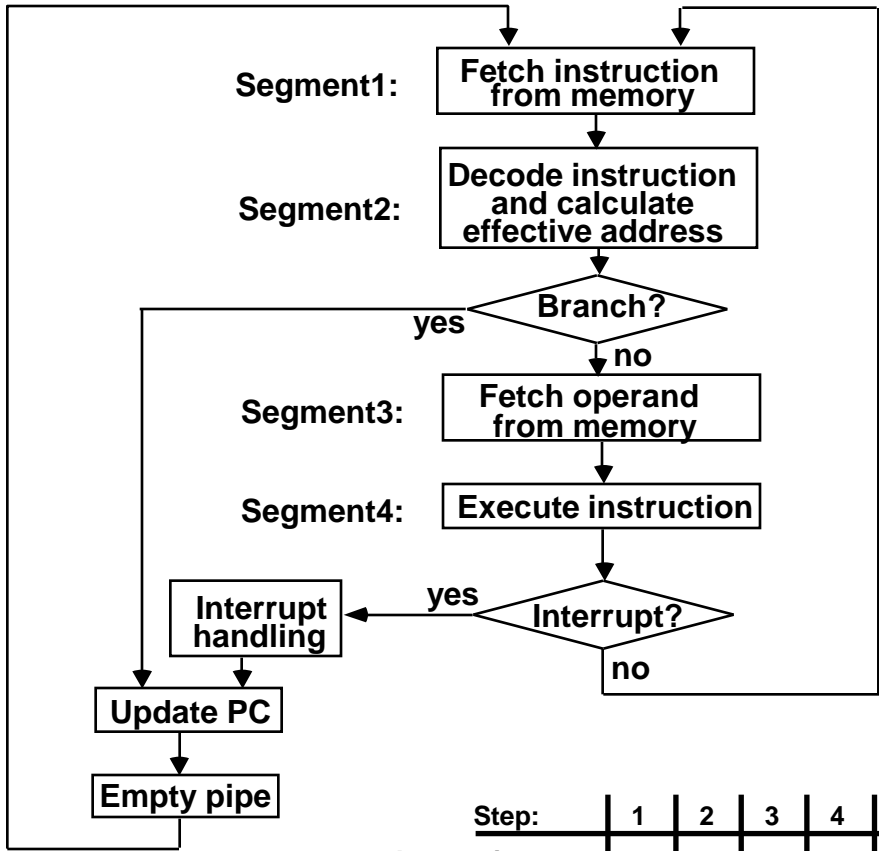 Segment1:
Fetch instruction
from memory
Segment2:
Decode instruction
and calculate
effective address
Branch?
yes
no
Segment3:
Fetch operand
from memory
Segment4:
Execute instruction
Interrupt
handling
yes
Interrupt?
no
Update PC
Empty pipe
Step: 1 2 3 4